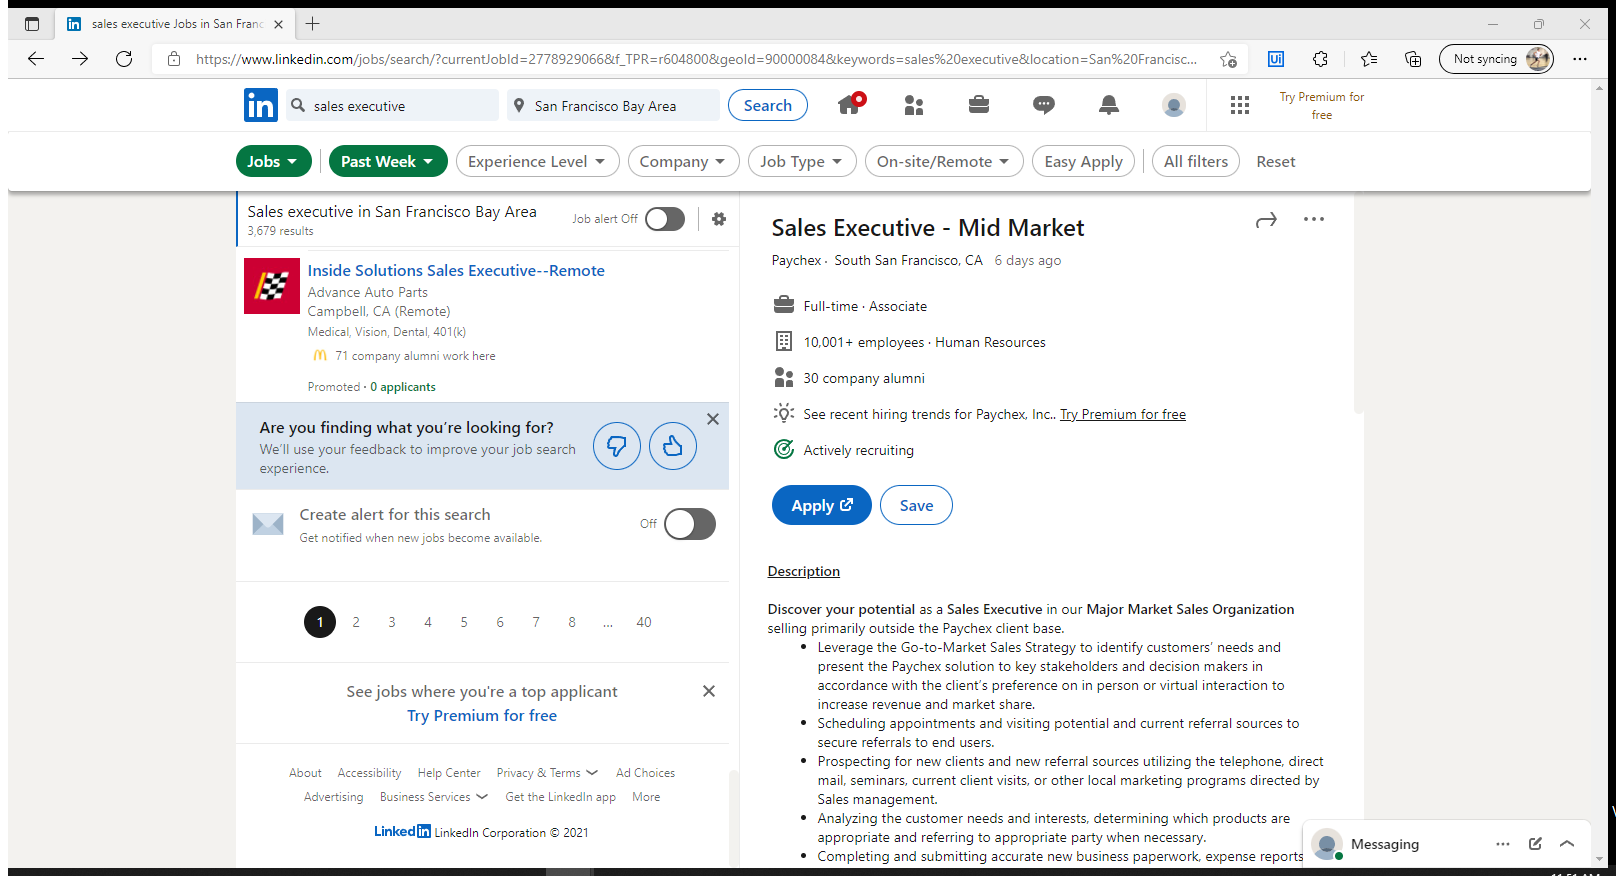 sales executive Jobs in San Franc
https://www.linkedin.com/jobs/search/?currentJobId=2778929066&f_TPR=r604800&geoId=90000084&keywords=sales%20executive&location=San%20Francisc...
Ui
Not syncing
in
sales executive
San Francisco Bay Area
Search
Try Premium for
free
Jobs
Past Week
Experience Level
Company
Job Type
On-site/Remote
Easy Apply
All filters
Reset
Sales executive in San Francisco Bay Area
3,679 results
Job alert Off
Inside Solutions Sales Executive--Remote
Advance Auto Parts
Campbell, CA (Remote)
Medical, Vision, Dental, 401(k)
71 company alumni work here
Promoted · 0 applicants
Are you finding what you're looking for?
We'll use your feedback to improve your job search
experience.
Create alert for this search
Get notified when new jobs become available.
Off
1 2 3 4 5 6 7 8 ... 40
See jobs where you're a top applicant
Try Premium for free
About Accessibility Help Center Privacy & Terms Ad Choices
Advertising Business Services Get the LinkedIn app More
Linkedin LinkedIn Corporation © 2021
Sales Executive - Mid Market
Paychex · South San Francisco, CA 6 days ago
Full-time · Associate
10,001+ employees · Human Resources
30 company alumni
See recent hiring trends for Paychex, Inc.. Try Premium for free
Actively recruiting
Apply
Save
Description
Discover your potential as a Sales Executive in our Major Market Sales Organization
selling primarily outside the Paychex client base.
• Leverage the Go-to-Market Sales Strategy to identify customers' needs and
present the Paychex solution to key stakeholders and decision makers in
accordance with the client's preference on in person or virtual interaction to
increase revenue and market share.
• Scheduling appointments and visiting potential and current referral sources to
secure referrals to end users.
• Prospecting for new clients and new referral sources utilizing the telephone, direct
mail, seminars, current client visits, or other local marketing programs directed by
Sales management.
• Analyzing the customer needs and interests, determining which products are
appropriate and referring to appropriate party when necessary.
• Completing and submitting accurate new business paperwork, expense reports
Messaging